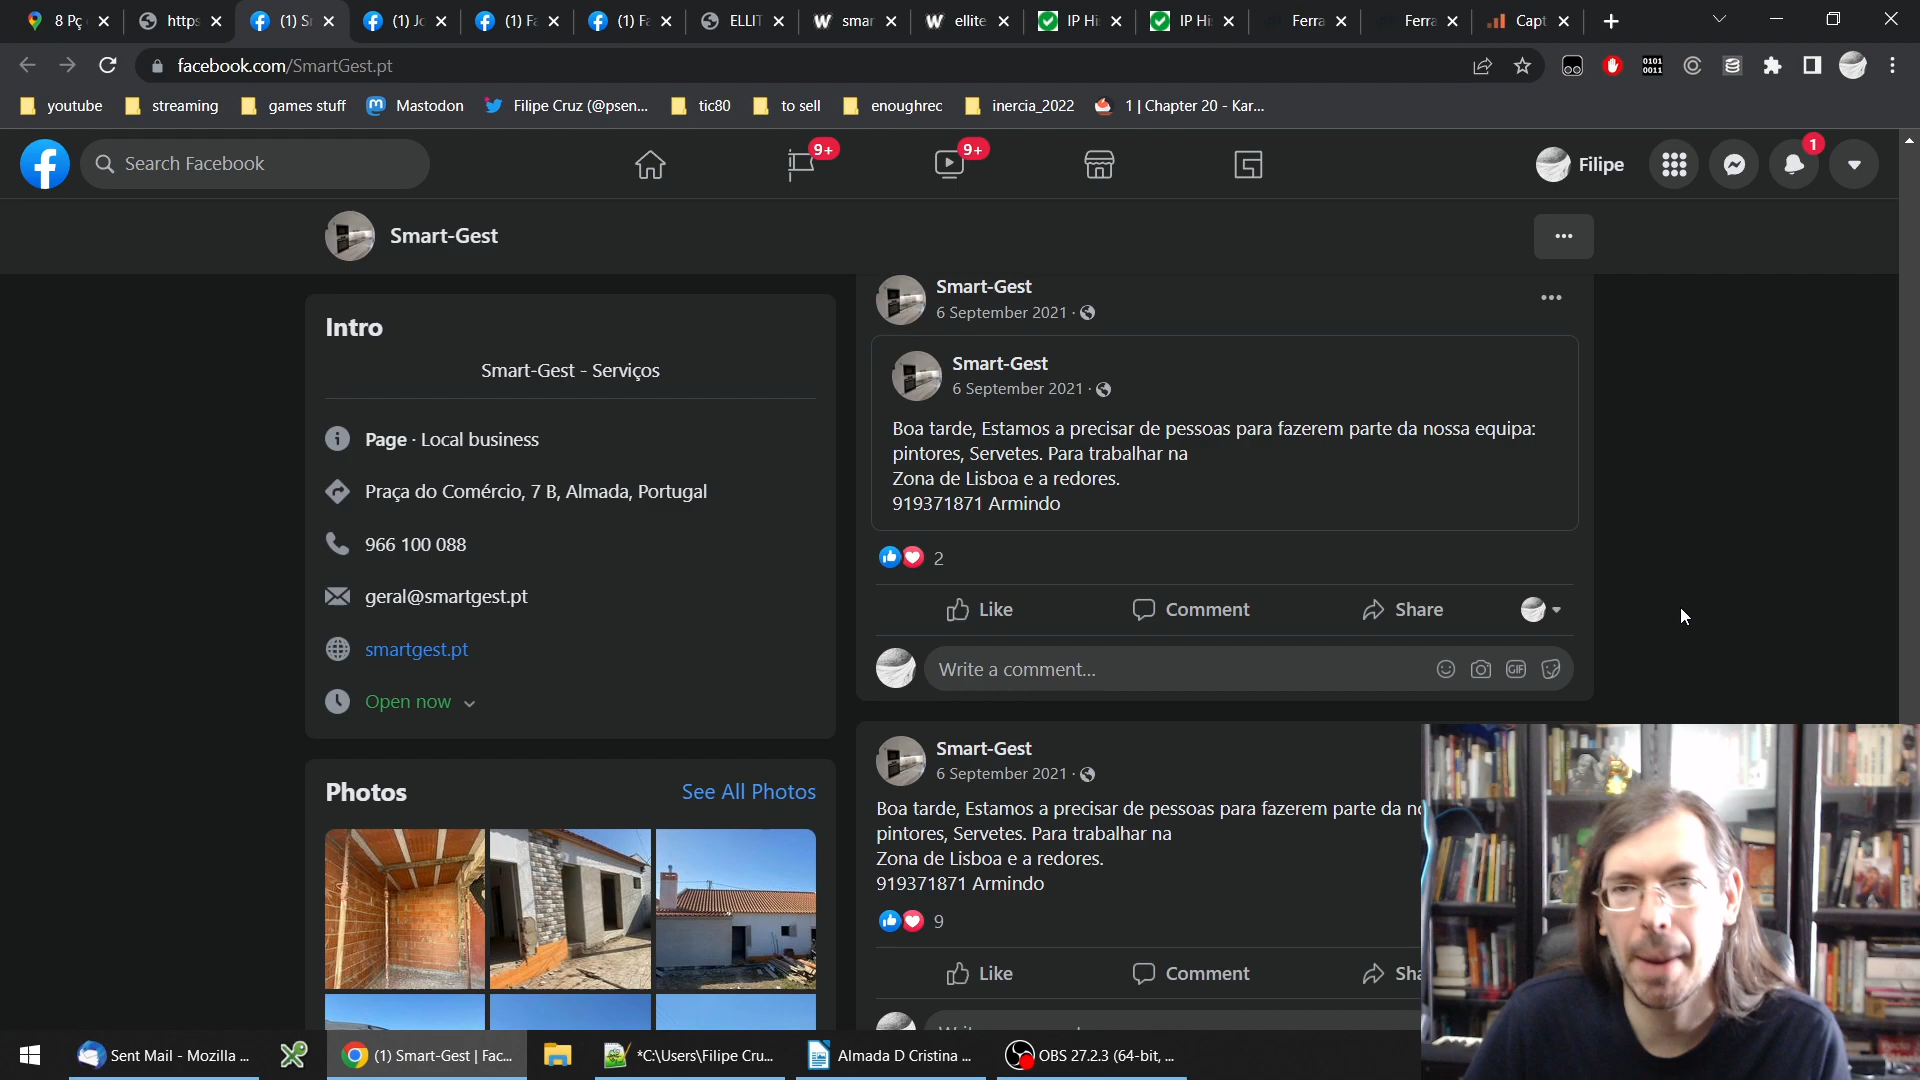 8 Pç
https
(1) S
(1) Jo
(1) Fa
(1) Fa
ELLIT
smar
ellite
IP Hi
IP Hi
Ferra
Ferra
Capt
facebook.com/SmartGest.pt
youtube
streaming
games stuff
Mastodon
Filipe Cruz (@psen...
tic80
to sell
enoughrec
inercia_2022
1 | Chapter 20 - Kar...
Search Facebook
9+
9+
Filipe
1
Smart-Gest
Intro
Smart-Gest - Serviços
Page · Local business
Praça do Comércio, 7 B, Almada, Portugal
966 100 088
geral@smartgest.pt
smartgest.pt
Open now
Photos
See All Photos
Smart-Gest
6 September 2021 ·
Smart-Gest
6 September 2021 ·
Boa tarde, Estamos a precisar de pessoas para fazerem parte da nossa equipa:
pintores, Servetes. Para trabalhar na
Zona de Lisboa e a redores.
919371871 Armindo
2
Like
Comment
Share
Write a comment...
GIF
Smart-Gest
6 September 2021 ·
Boa tarde, Estamos a precisar de pessoas para fazerem parte da
pintores, Servetes. Para trabalhar na
Zona de Lisboa e a redores.
919371871 Armindo
9
Like
Comment
Sha
Sent Mail - Mozilla ...
(1) Smart-Gest | Fac...
*C:\Users\Filipe Cru...
Almada D Cristina ...
OBS 27.2.3 (64-bit, ...